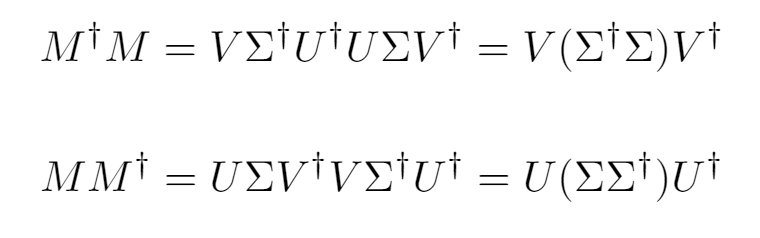 M†M = VΣ†U†UΣV† = V(Σ†Σ)V†
MM† = UΣV†VΣ†U† = U(ΣΣ†)U†